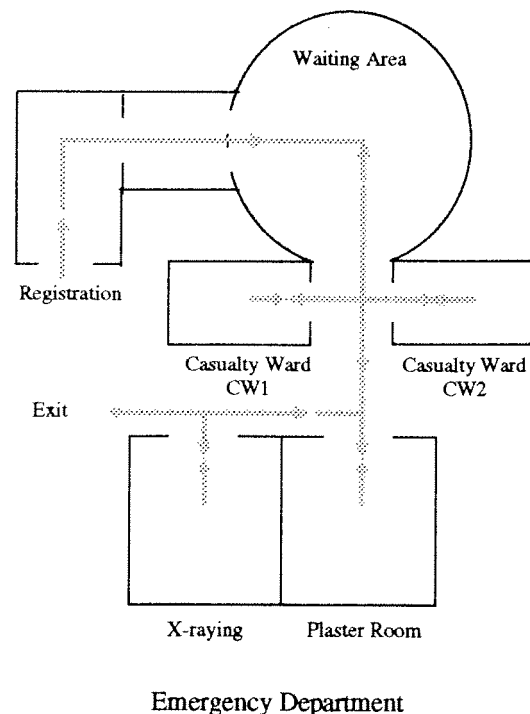 Waiting Area
Registration
Casualty Ward
CW1
Casualty Ward
CW2
Exit
X-raying
Plaster Room
Emergency Department